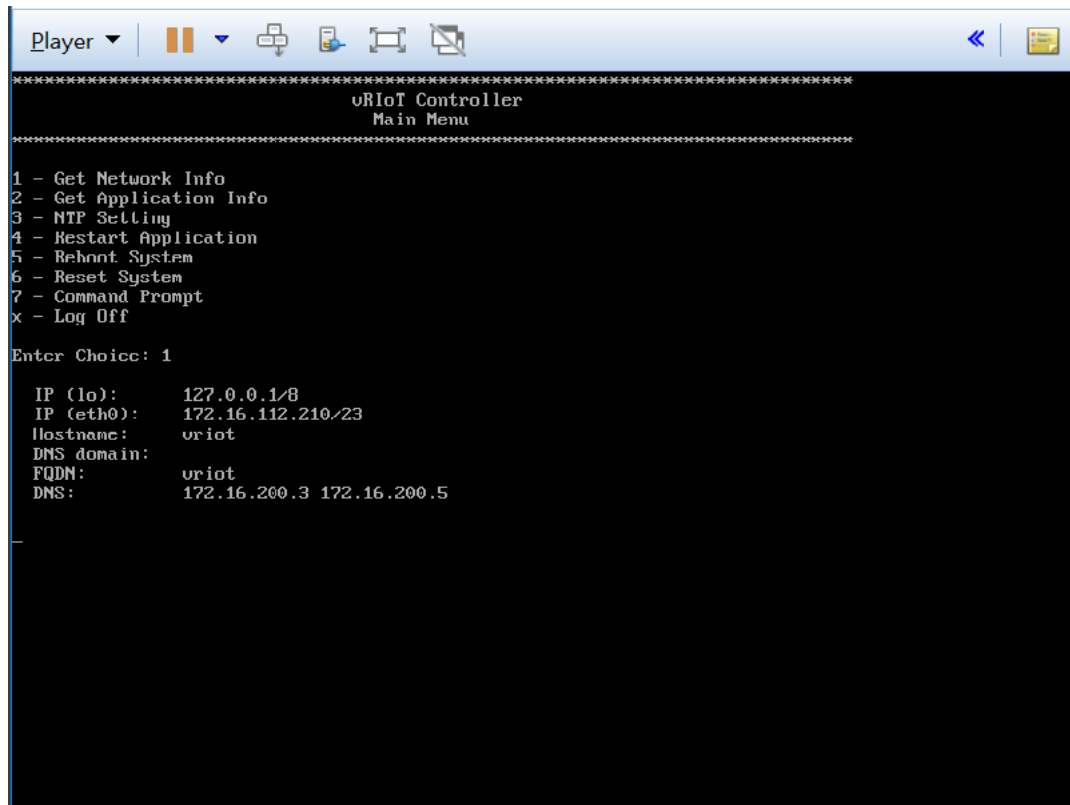 Player
********************************************************************************
vRIoT Controller
Main Menu
********************************************************************************
1 - Get Network Info
2 - Get Application Info
3 - NTP Setting
4 - Restart Application
5 - Reboot System
6 - Reset System
7 - Command Prompt
x - Log Off
Enter Choice: 1
IP (lo): 127.0.0.1/8
IP (eth0): 172.16.112.210/23
Hostname: vriot
DNS domain:
FQDN: vriot
DNS: 172.16.200.3 172.16.200.5
_